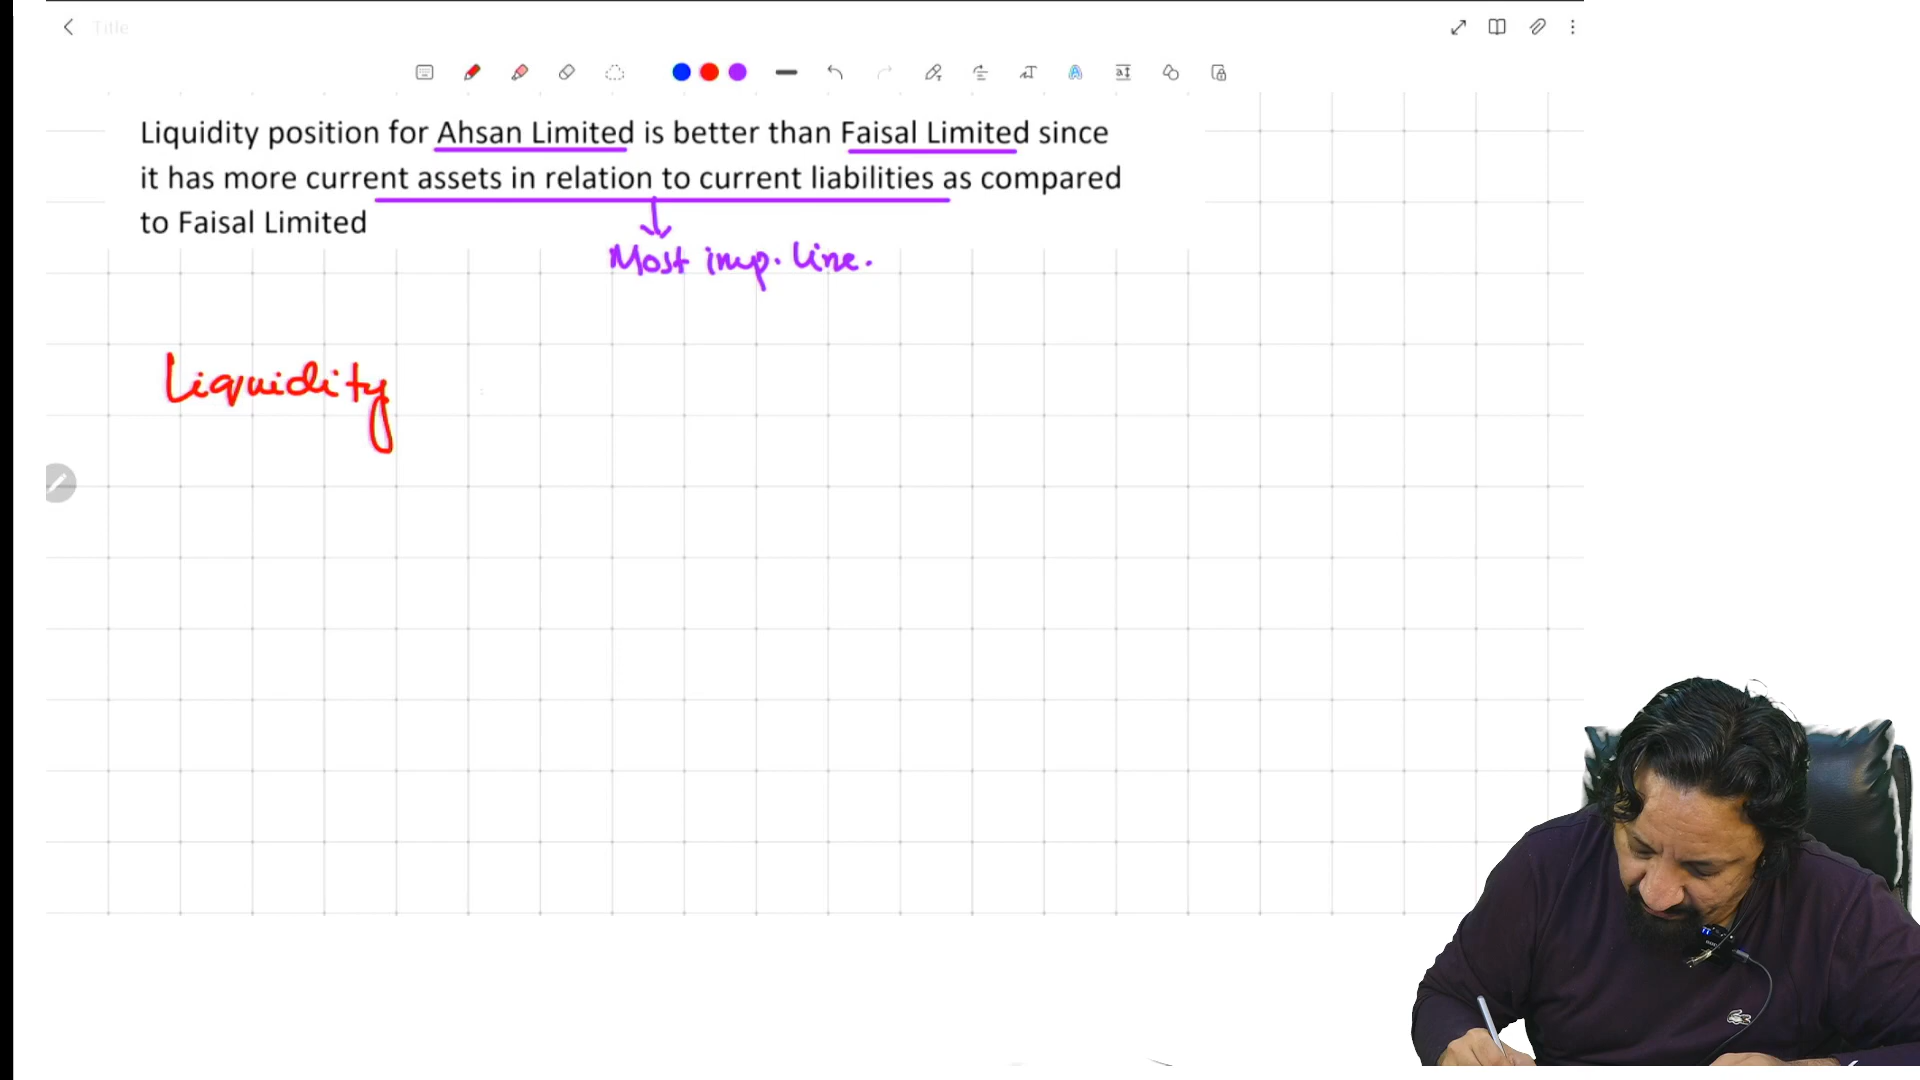 Title
Liquidity position for Ahsan Limited is better than Faisal Limited since
it has more current assets in relation to current liabilities as compared
to Faisal Limited
Most imp. line.
Liquidity